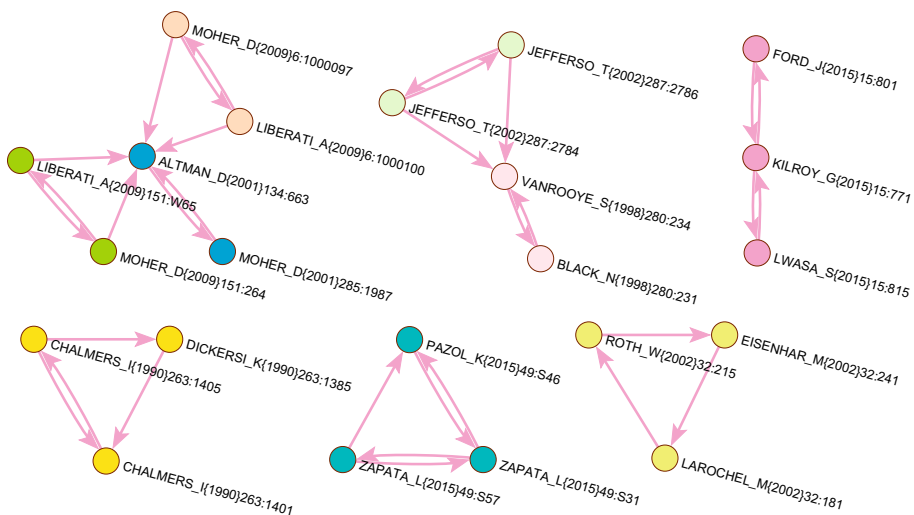 MOHER_D{2009}6:1000097
LIBERATI_A{2009}6:1000100
LIBERATI_A{2009}151:W65
ALTMAN_D{2001}134:663
MOHER_D{2009}151:264
MOHER_D{2001}285:1987
JEFFERSO_T{2002}287:2786
JEFFERSO_T{2002}287:2784
VANROOYE_S{1998}280:234
BLACK_N{1998}280:231
FORD_J{2015}15:801
KILROY_G{2015}15:771
LWASA_S{2015}15:815
CHALMERS_I{1990}263:1405
DICKERSI_K{1990}263:1385
CHALMERS_I{1990}263:1401
PAZOL_K{2015}49:S46
ZAPATA_L{2015}49:S57
ZAPATA_L{2015}49:S31
ROTH_W{2002}32:215
EISENHAR_M{2002}32:241
LAROCHEL_M{2002}32:181